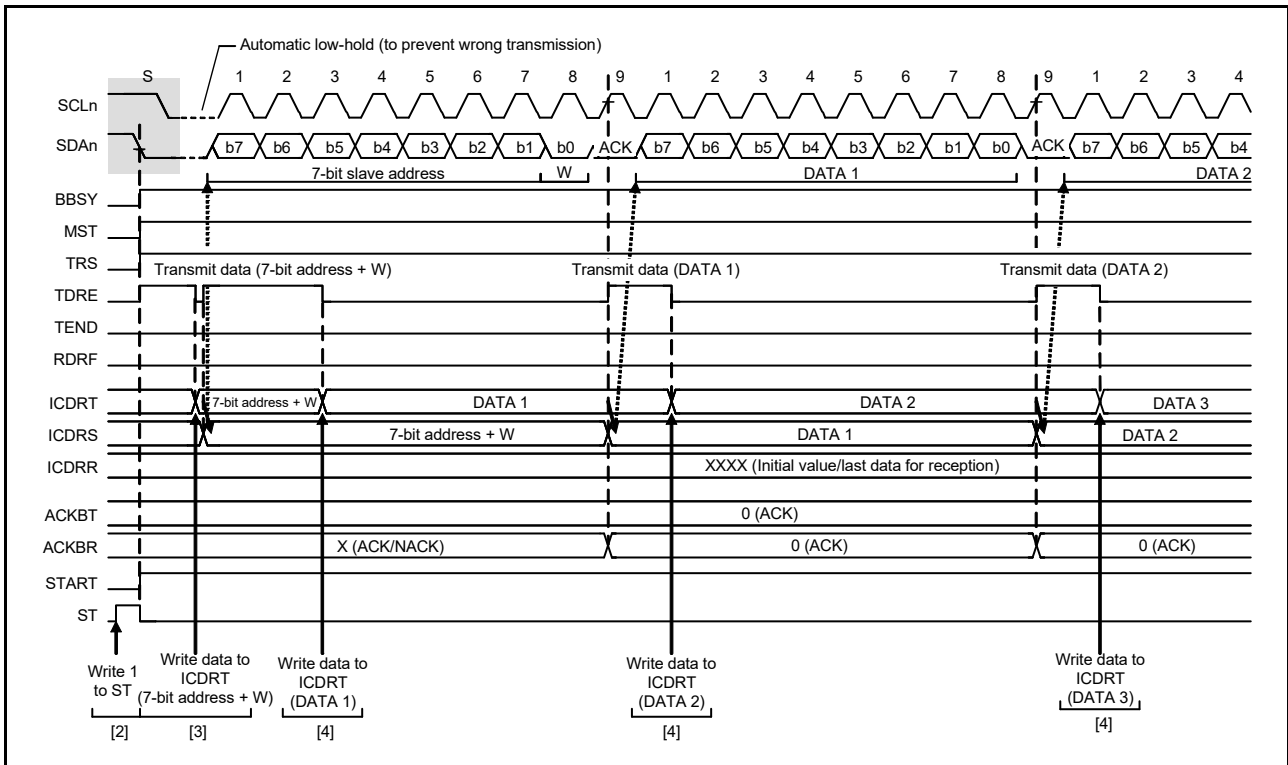 Automatic low-hold (to prevent wrong transmission)
S 1 2 3 4 5 6 7 8 9 1 2 3 4 5 6 7 8 9 1 2 3 4
SCLn
SDAn b7 b6 b5 b4 b3 b2 b1 b0 ACK b7 b6 b5 b4 b3 b2 b1 b0 ACK b7 b6 b5 b4
7-bit slave address W DATA 1 DATA 2
BBSY
MST
TRS
Transmit data (7-bit address + W) Transmit data (DATA 1) Transmit data (DATA 2)
TDRE
TEND
RDRF
ICDRT 7-bit address + W DATA 1 DATA 2 DATA 3
ICDRS 7-bit address + W DATA 1 DATA 2
ICDRR XXXX (Initial value/last data for reception)
ACKBT 0 (ACK)
ACKBR X (ACK/NACK) 0 (ACK) 0 (ACK)
START
ST
Write 1
to ST
[2]
Write data to
ICDRT
(7-bit address + W)
[3]
Write data to
ICDRT
(DATA 1)
[4]
Write data to
ICDRT
(DATA 2)
[4]
Write data to
ICDRT
(DATA 3)
[4]